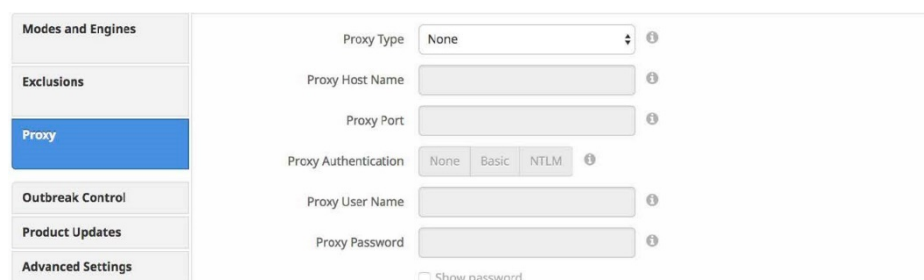 Modes and Engines
Exclusions
Proxy
Outbreak Control
Product Updates
Advanced Settings
Proxy Type None
Proxy Host Name
Proxy Port
Proxy Authentication None Basic NTLM
Proxy User Name
Proxy Password
Show password